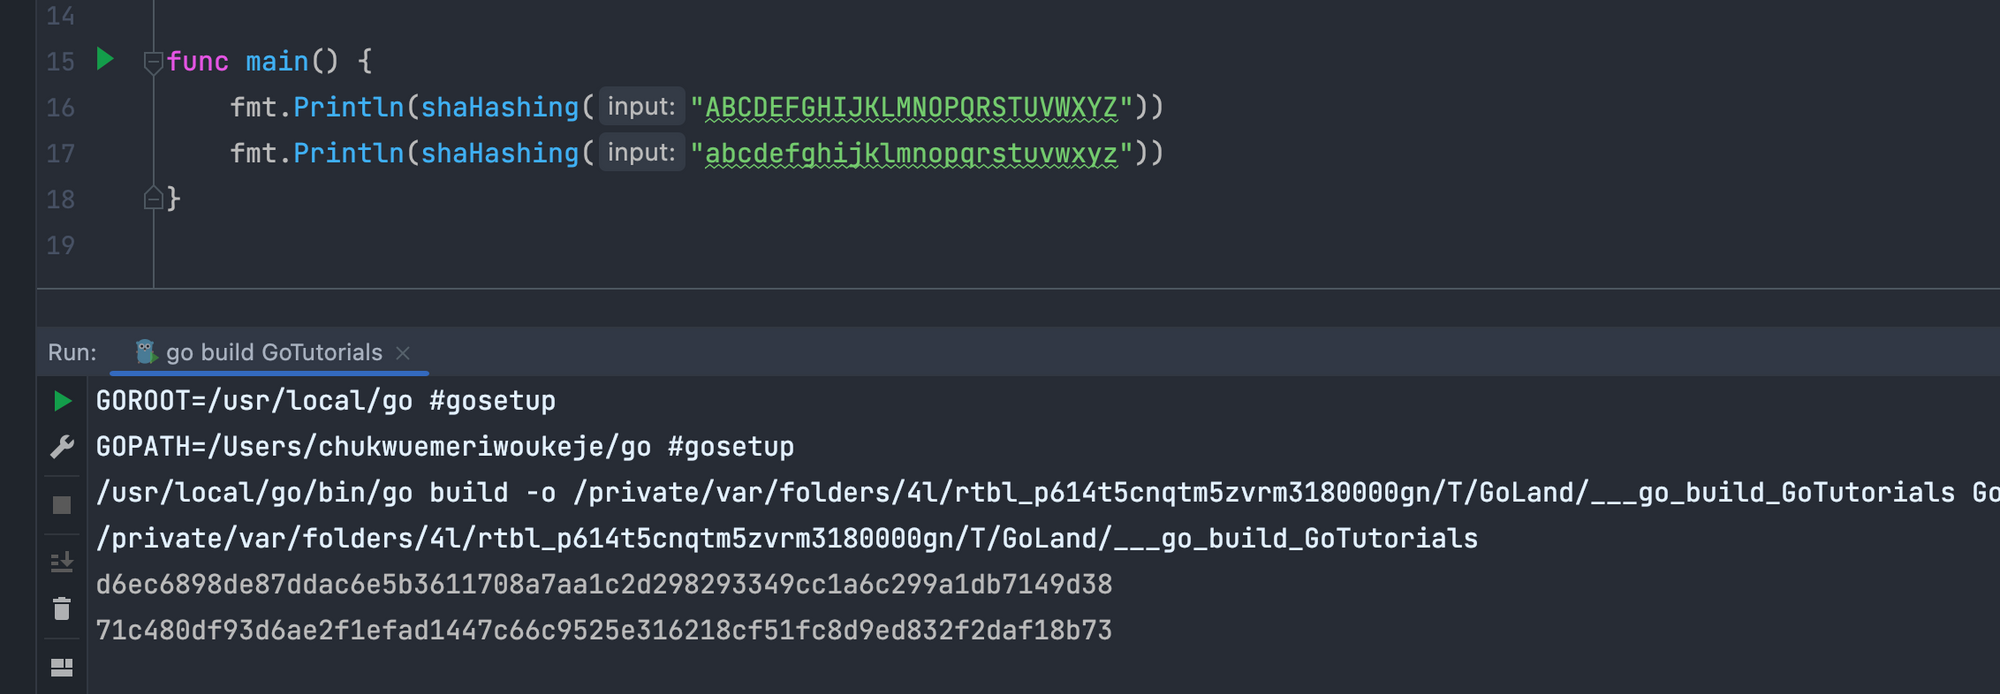 14
15 func main() {
16 fmt.Println(shaHashing( input: "ABCDEFGHIJKLMNOPQRSTUVWXYZ"))
17 fmt.Println(shaHashing( input: "abcdefghijklmnopqrstuvwxyz"))
18 }
19
Run: go build GoTutorials
GOROOT=/usr/local/go #gosetup
GOPATH=/Users/chukwuemeriwoukeje/go #gosetup
/usr/local/go/bin/go build -o /private/var/folders/4l/rtbl_p614t5cnqtm5zvrm3180000gn/T/GoLand/___go_build_GoTutorials Go
/private/var/folders/4l/rtbl_p614t5cnqtm5zvrm3180000gn/T/GoLand/___go_build_GoTutorials
d6ec6898de87ddac6e5b3611708a7aa1c2d298293349cc1a6c299a1db7149d38
71c480df93d6ae2f1efad1447c66c9525e316218cf51fc8d9ed832f2daf18b73